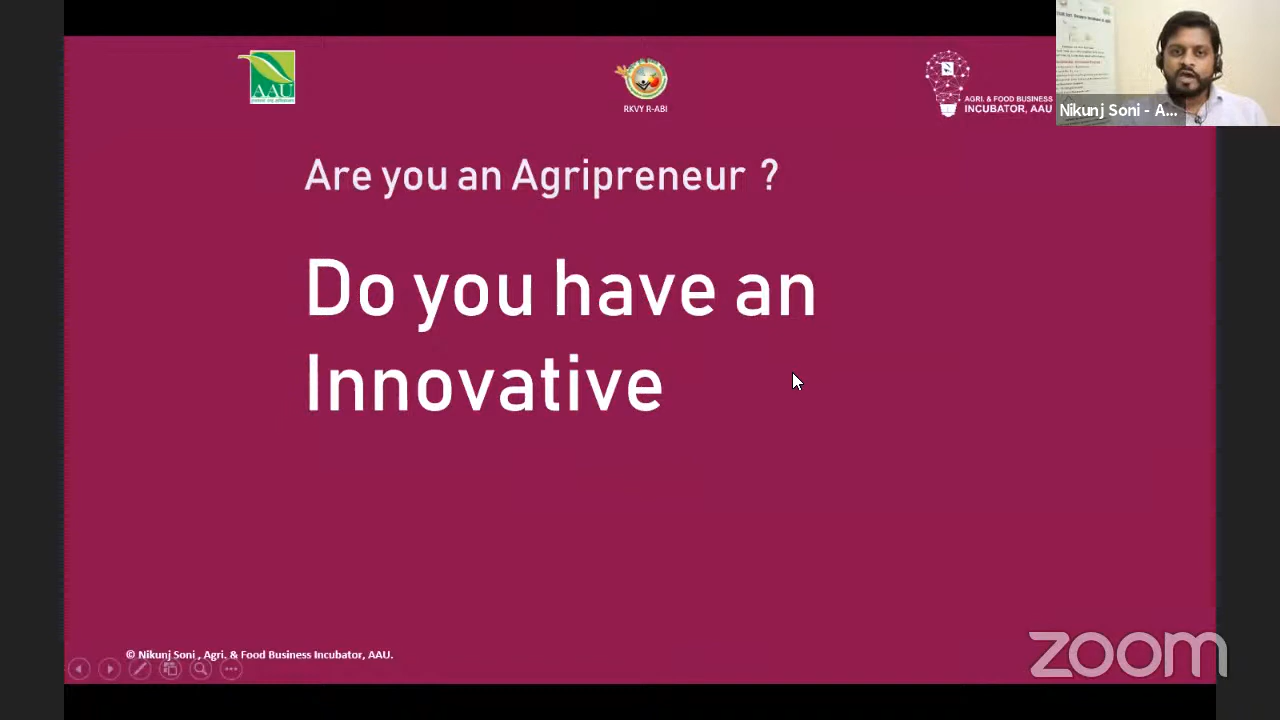 AAU
RKVY R-ABI
AGRI. & FOOD BUSINESS
INCUBATOR, AAU
Nikunj Soni - A...
Are you an Agripreneur ?
Do you have an
Innovative
© Nikunj Soni , Agri. & Food Business Incubator, AAU.
zoom